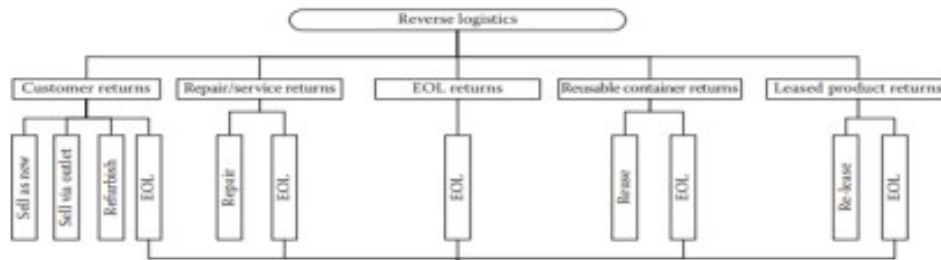 Reverse logistics
Customer returns
Repair/service returns
EOL returns
Reusable container returns
Leased product returns
Sell as new
Sell via outlet
Refurbish
EOL
Repair
EOL
EOL
Reuse
EOL
Re-lease
EOL